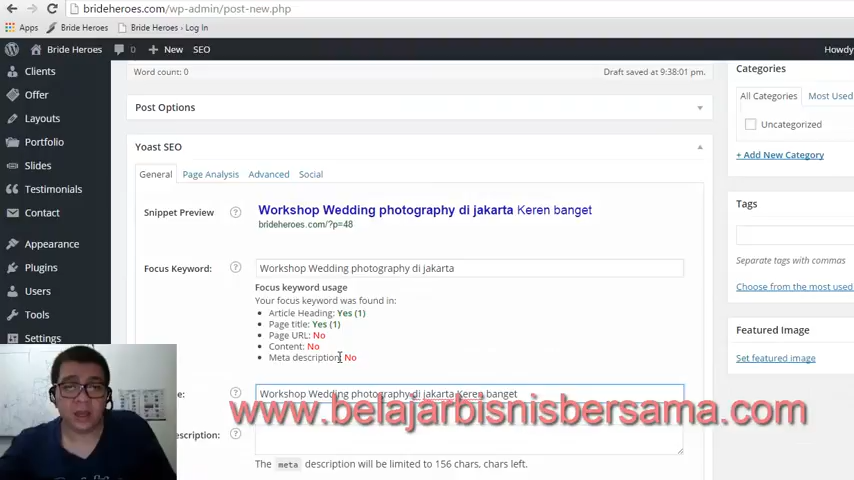 brideheroes.com/wp-admin/post-new.php
Apps Bride Heroes Bride Heroes › Log In
Bride Heroes 0 New SEO Howdy
Clients
Offer
Layouts
Portfolio
Slides
Testimonials
Contact
Appearance
Plugins
Users
Tools
Settings
Word count: 0 Draft saved at 9:38:01 pm.
Post Options
Yoast SEO
General Page Analysis Advanced Social
Snippet Preview ? Workshop Wedding photography di jakarta Keren banget
brideheroes.com/?p=48
Focus Keyword: ? Workshop Wedding photography di jakarta
Focus keyword usage
Your focus keyword was found in:
Article Heading: Yes (1)
Page title: Yes (1)
Page URL: No
Content: No
Meta description: No
e: ? Workshop Wedding photography di jakarta Keren banget
www.belajarbisnisbersama.com
escription: ?
The meta description will be limited to 156 chars, chars left.
Categories
All Categories Most Used
Uncategorized
+ Add New Category
Tags
Separate tags with commas
Choose from the most used
Featured Image
Set featured image